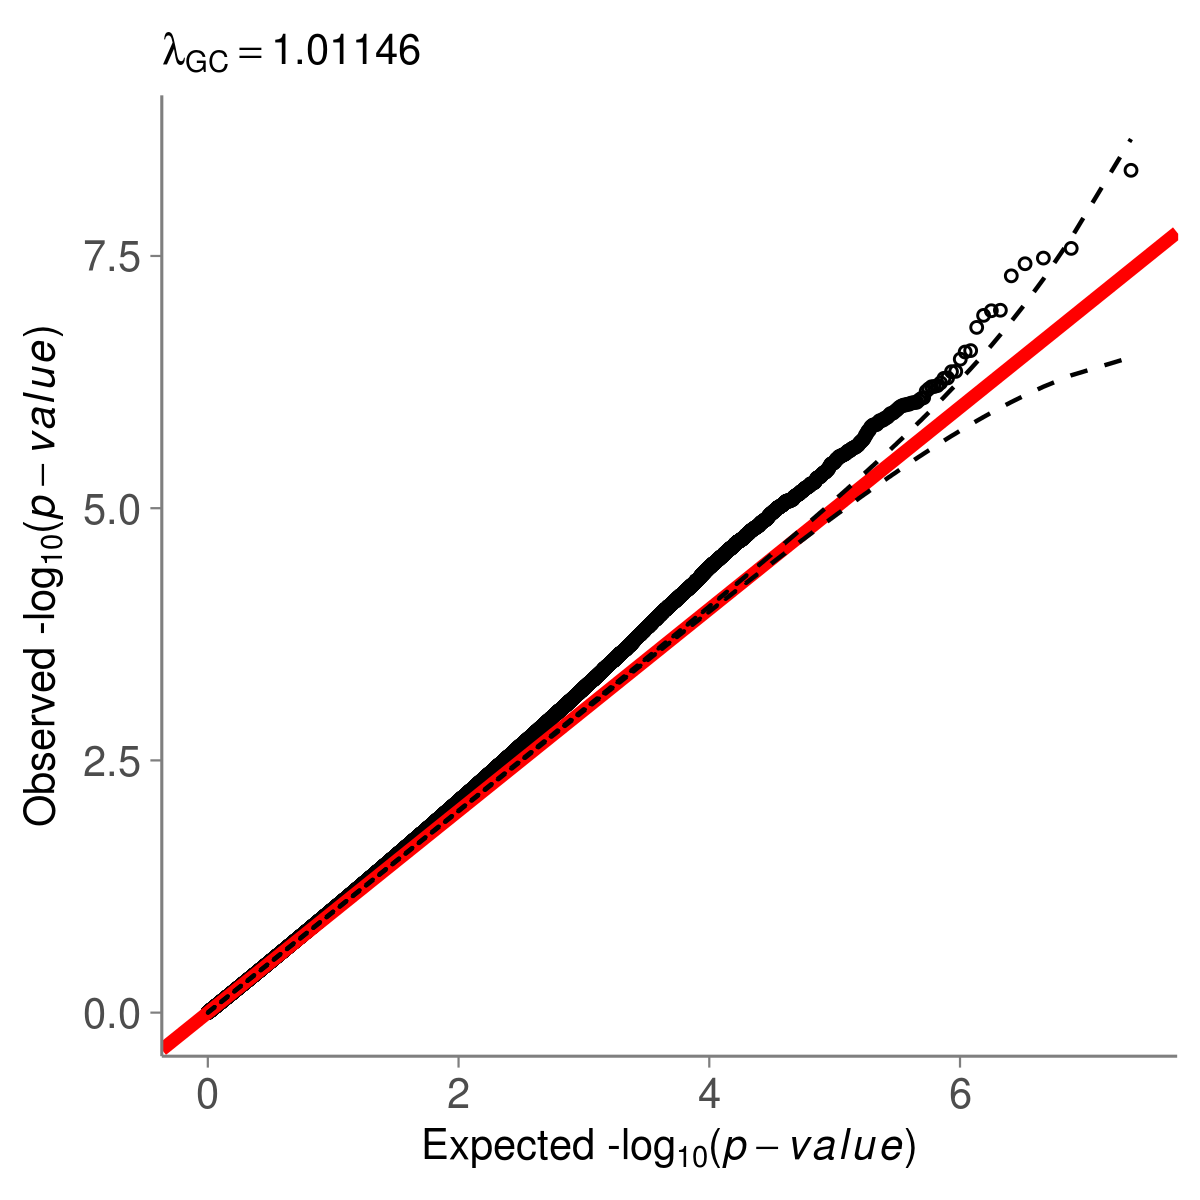 λGC = 1.01146
Observed -log10(p − value)
7.5
5.0
2.5
0.0
0 2 4 6
Expected -log10(p − value)